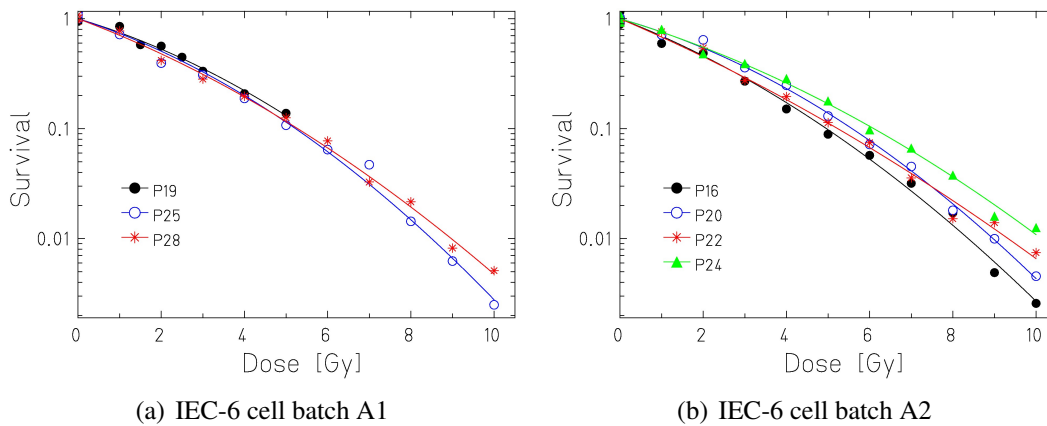 1
0.1
0.01
Survival
P19
P25
P28
0 2 4 6 8 10
Dose [Gy]
(a) IEC-6 cell batch A1
1
0.1
0.01
Survival
P16
P20
P22
P24
0 2 4 6 8 10
Dose [Gy]
(b) IEC-6 cell batch A2